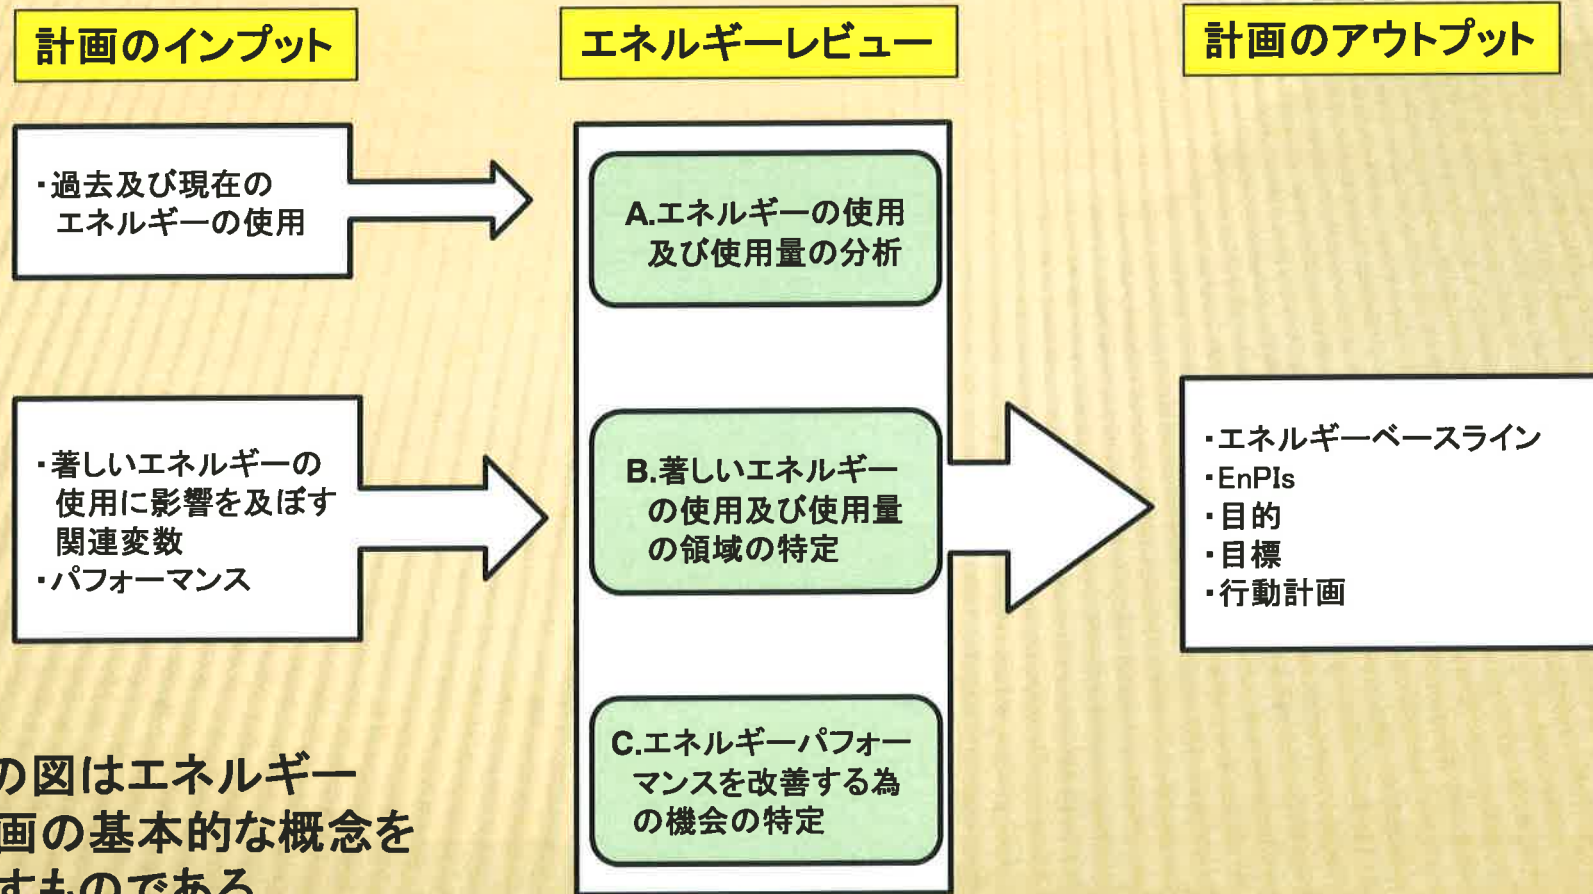 計画のインプット
エネルギーレビュー
計画のアウトプット
・過去及び現在の
エネルギーの使用
・著しいエネルギーの
使用に影響を及ぼす
関連変数
・パフォーマンス
A.エネルギーの使用
及び使用量の分析
B.著しいエネルギー
の使用及び使用量
の領域の特定
C.エネルギーパフォー
マンスを改善する為
の機会の特定
・エネルギーベースライン
・EnPIs
・目的
・目標
・行動計画
の図はエネルギー
画の基本的な概念を
すものである